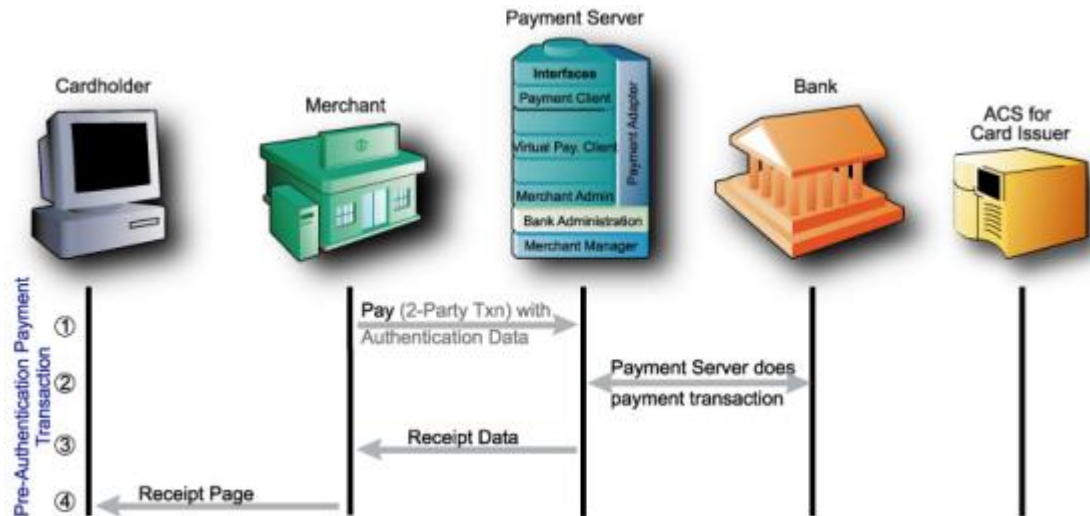 Payment Server
Cardholder
Merchant
Bank
ACS for
Card Issuer
Interfaces
Payment Client
Virtual Pay. Client
Merchant Admin
Bank Administration
Merchant Manager
Payment Adapter
Pre-Authentication Payment
Transaction
①
Pay (2-Party Txn) with
Authentication Data
②
Payment Server does
payment transaction
③
Receipt Data
④
Receipt Page